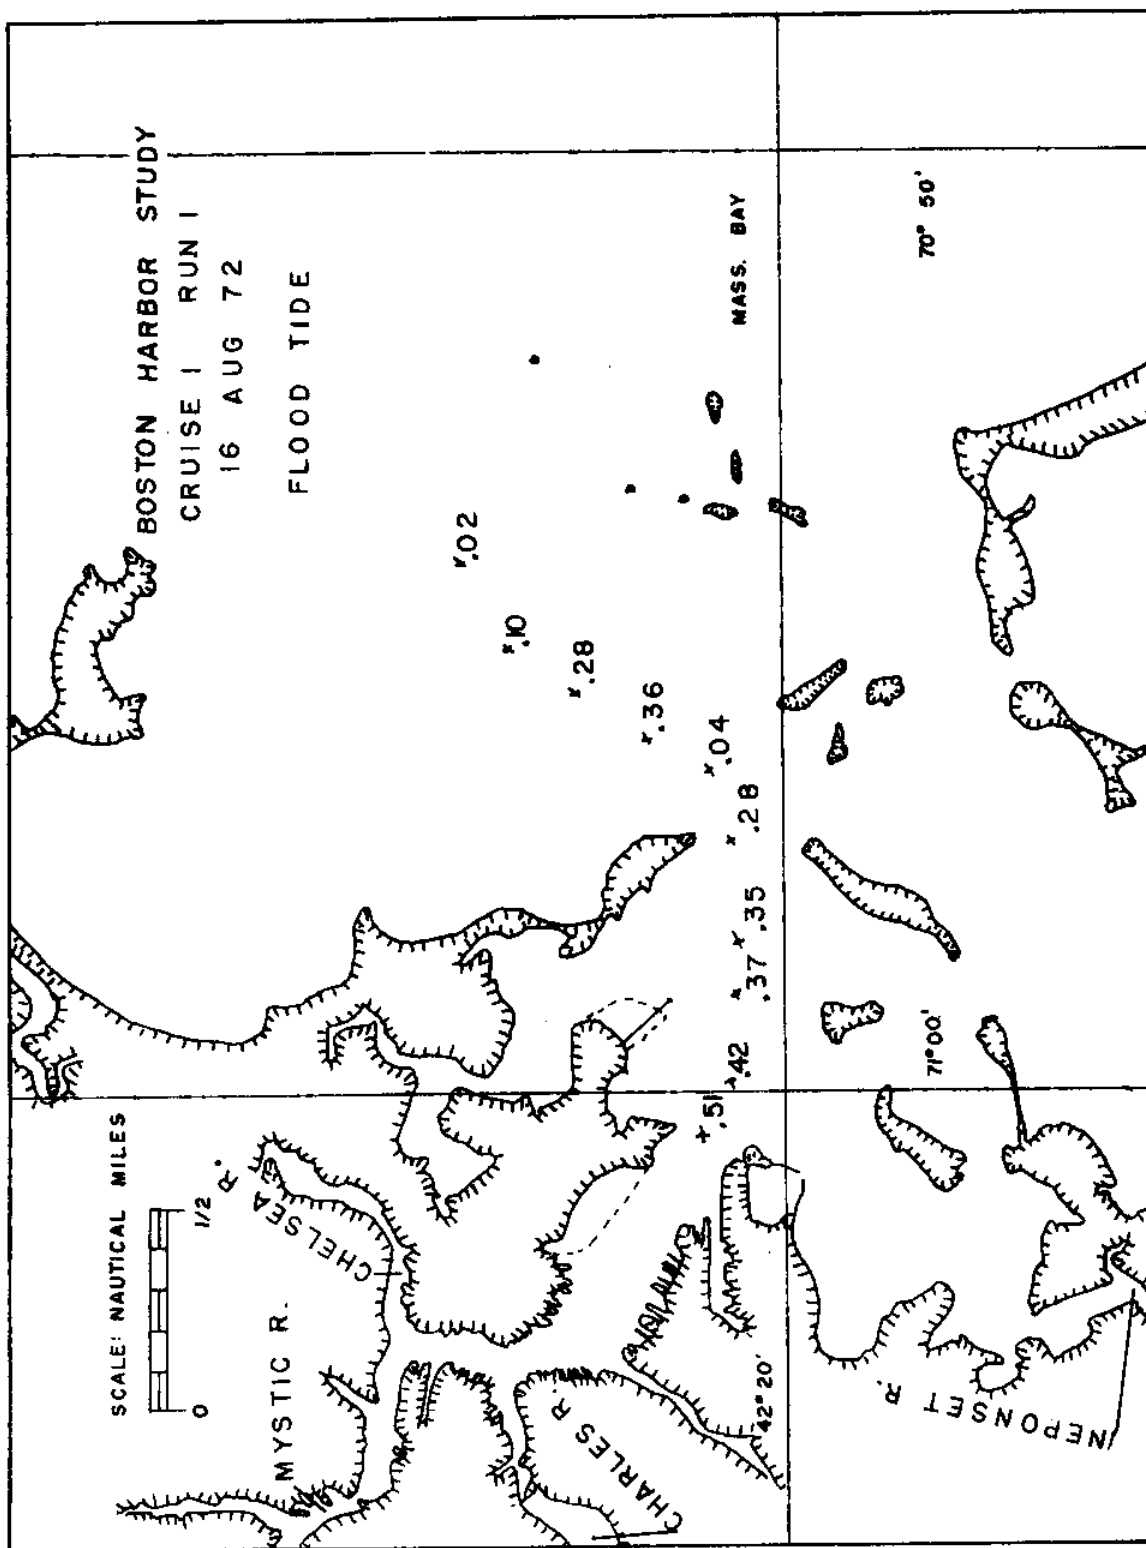 BOSTON HARBOR STUDY
CRUISE 1 RUN 1
16 AUG 72
FLOOD TIDE
SCALE: NAUTICAL MILES
0 1/2
MYSTIC R.
CHELSEA R.
CHARLES R.
NEPONSET R.
MASS. BAY
42° 20'
71° 00'
70° 50'
.51
.42
.37
.35
.28
.04
.36
.28
.10
.02